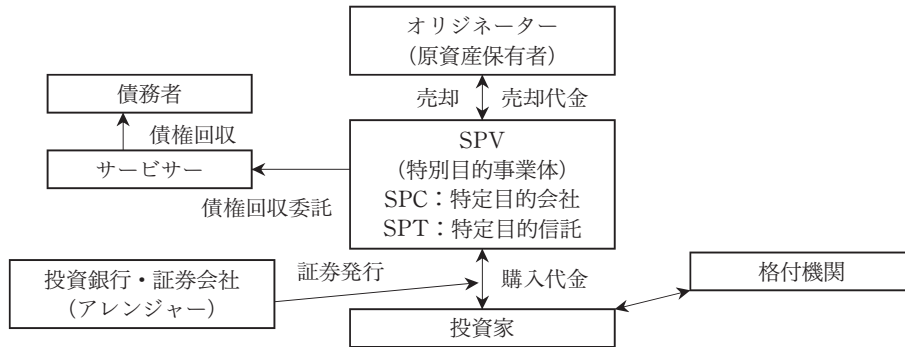 オリジネーター
（原資産保有者）
売却 売却代金
債務者
債権回収
サービサー
債権回収委託
SPV
（特別目的事業体）
SPC：特定目的会社
SPT：特定目的信託
投資銀行・証券会社
（アレンジャー）
証券発行
購入代金
格付機関
投資家